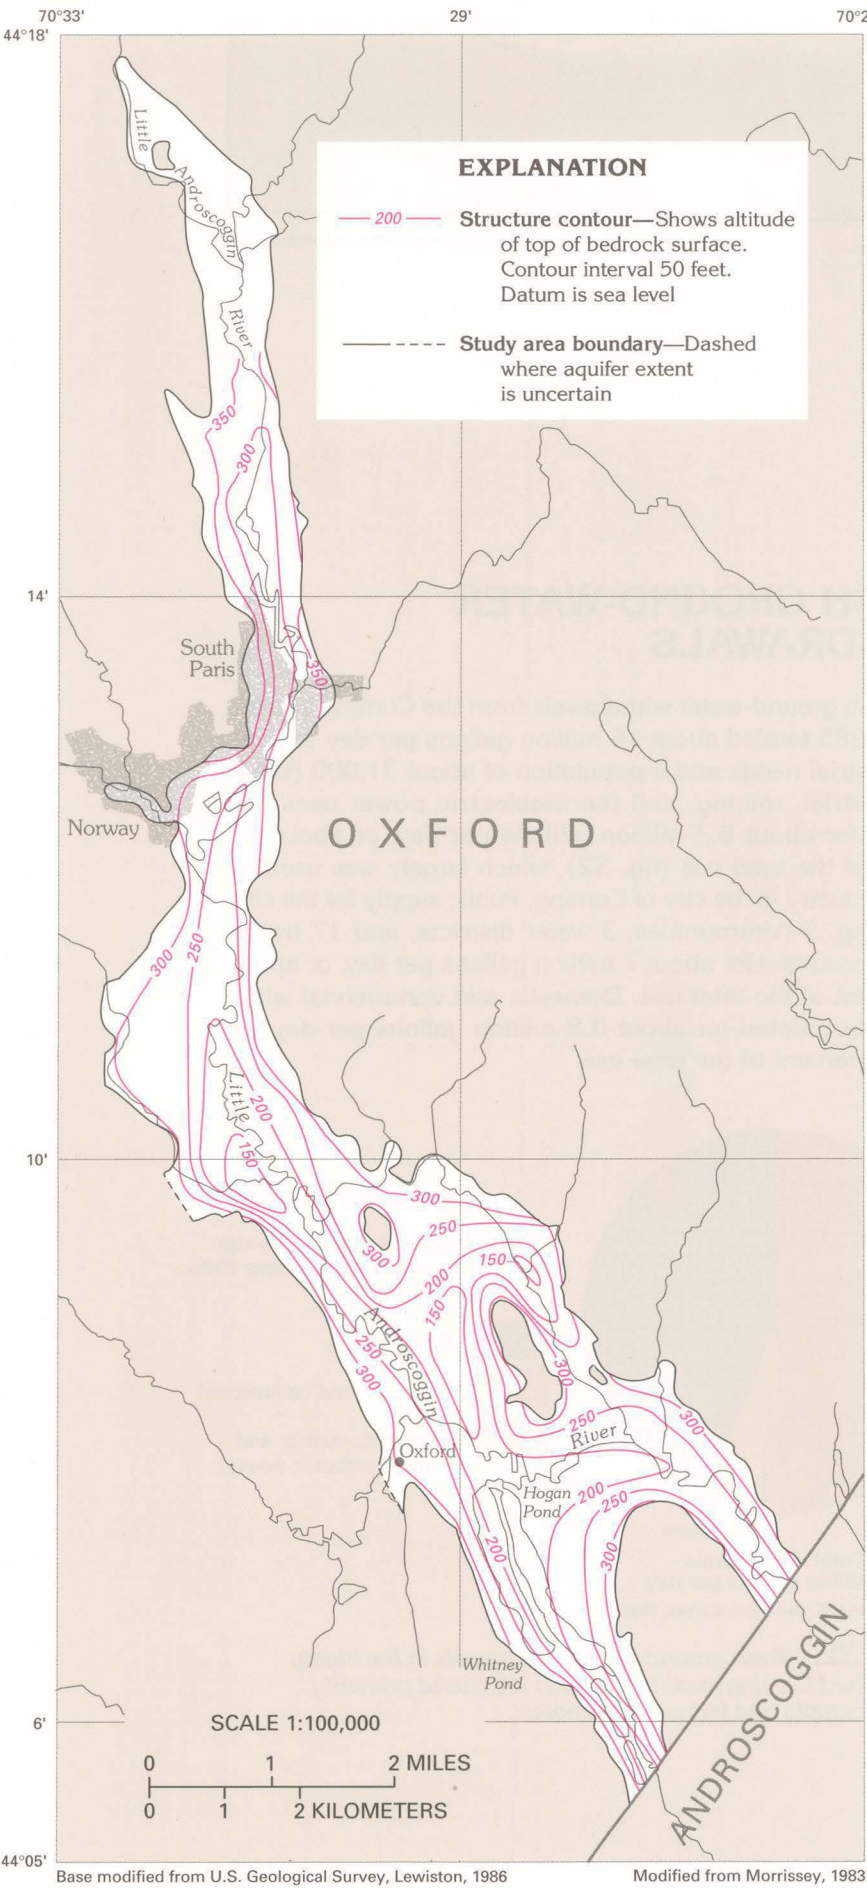 70°33'
29'
44°18'
Little
Androscoggin
River
EXPLANATION
200
Structure contour—Shows altitude
of top of bedrock surface.
Contour interval 50 feet.
Datum is sea level
Study area boundary—Dashed
where aquifer extent
is uncertain
350
300
14'
South
Paris
350
Norway
OXFORD
300
250
Little
200
150
10'
300
250
300
150
200
150
Androscoggin
250
300
300
250
River
300
Oxford
Hogan
Pond
200
250
200
300
Whitney
Pond
6'
SCALE 1:100,000
0 1 2 MILES
0 1 2 KILOMETERS
ANDROSCOGGIN
44°05'
Base modified from U.S. Geological Survey, Lewiston, 1986
Modified from Morrissey, 1983